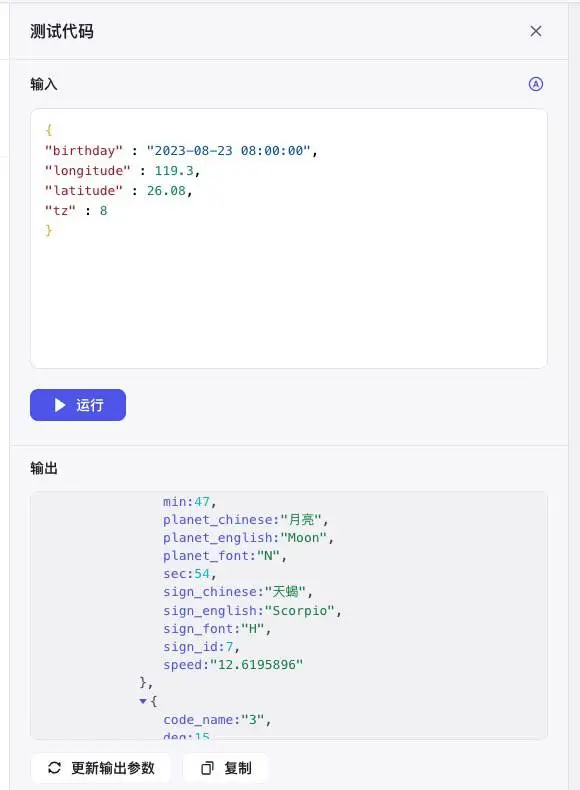 测试代码
输入
{
"birthday" : "2023-08-23 08:00:00",
"longitude" : 119.3,
"latitude" : 26.08,
"tz" : 8
}
运行
输出
min:47,
planet_chinese:"月亮",
planet_english:"Moon",
planet_font:"N",
sec:54,
sign_chinese:"天蝎",
sign_english:"Scorpio",
sign_font:"H",
sign_id:7,
speed:"12.6195896"
},
{
code_name:"3",
deg:15
更新输出参数 复制